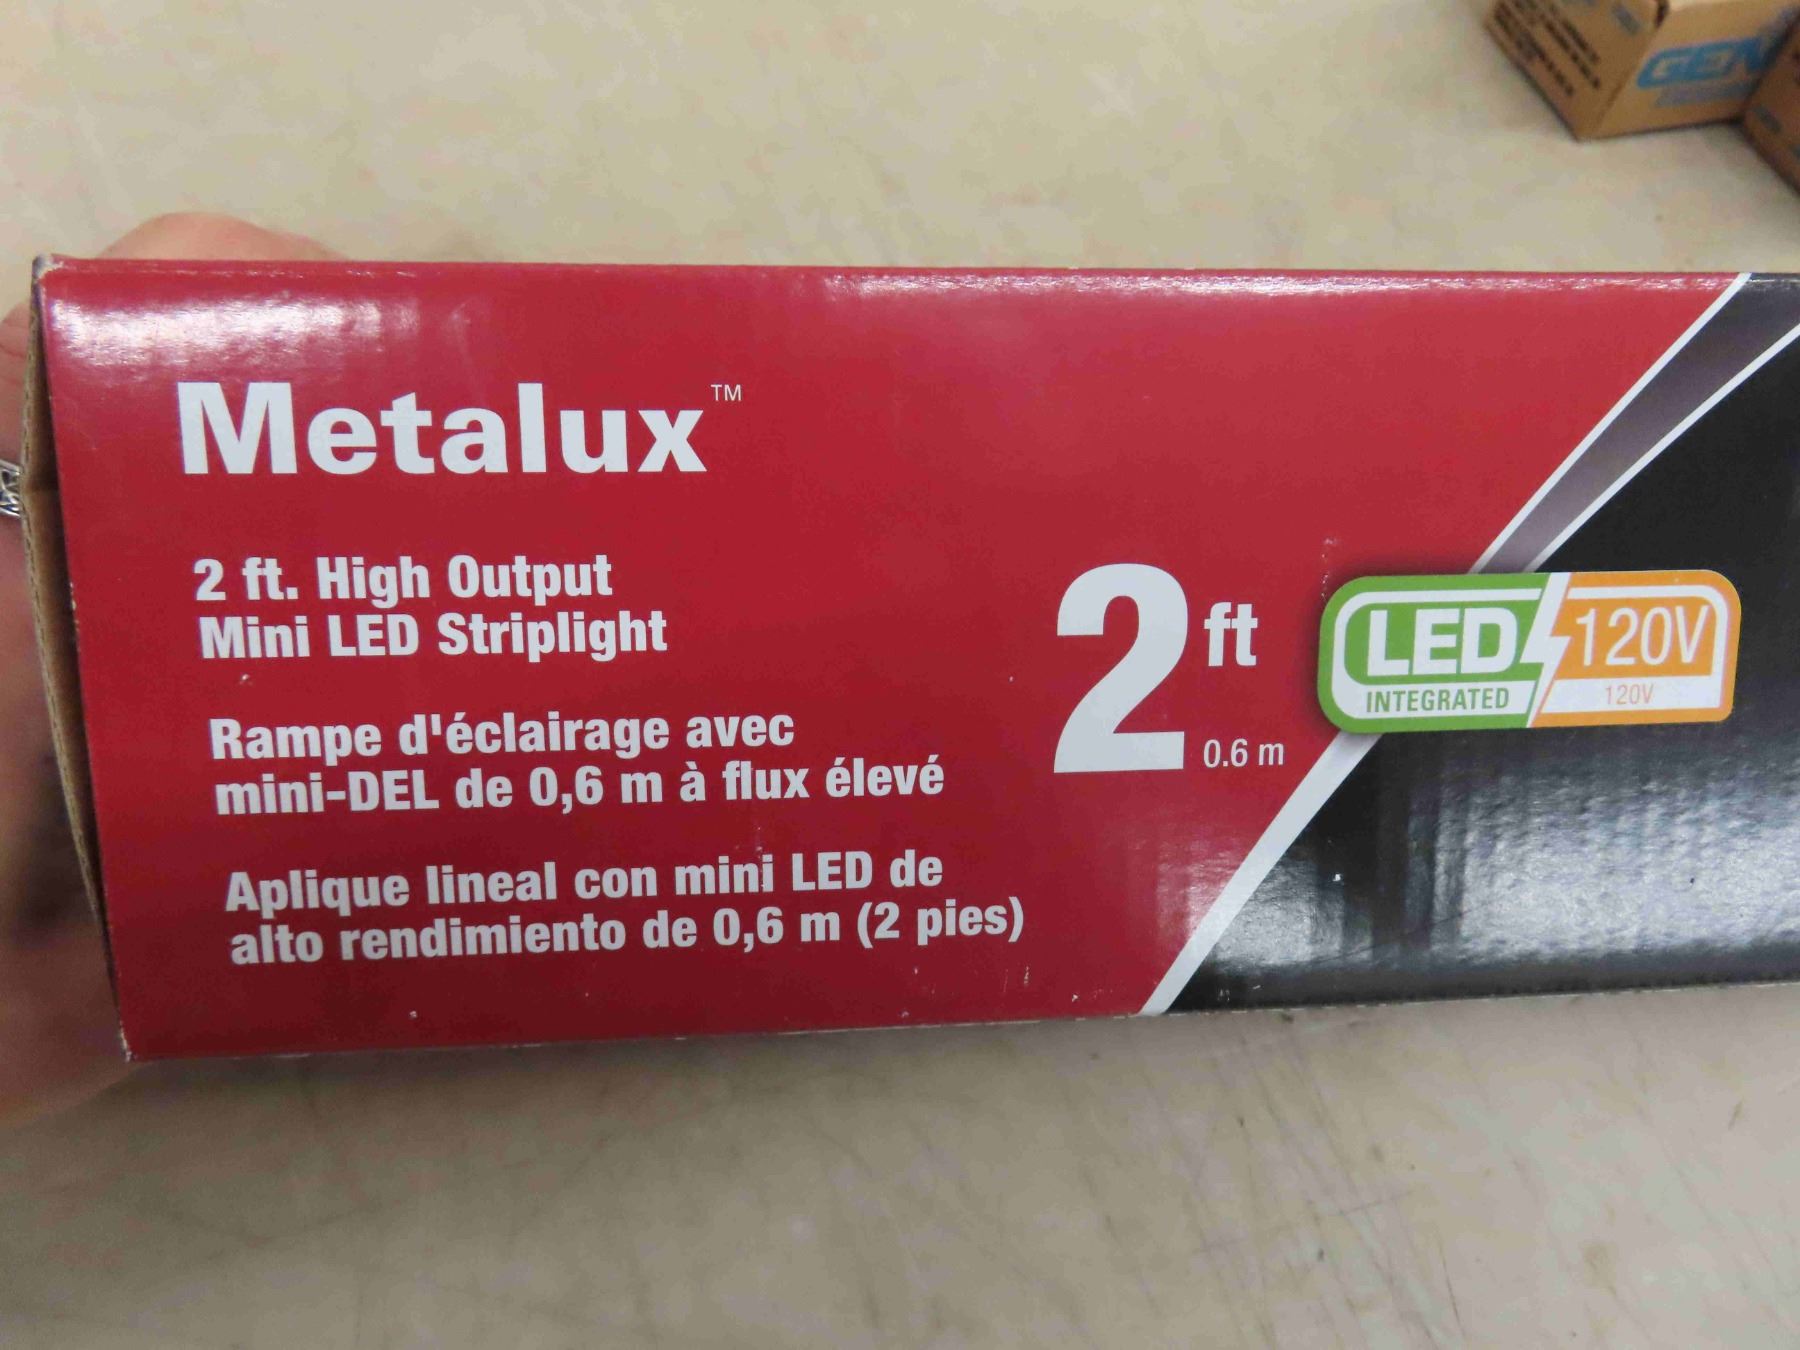 Metalux™
2 ft. High Output
Mini LED Striplight
Rampe d'éclairage avec
mini-DEL de 0,6 m à flux élevé
Aplique lineal con mini LED de
alto rendimiento de 0,6 m (2 pies)
2 ft
0.6 m
LED
INTEGRATED
120V
120V
GEN